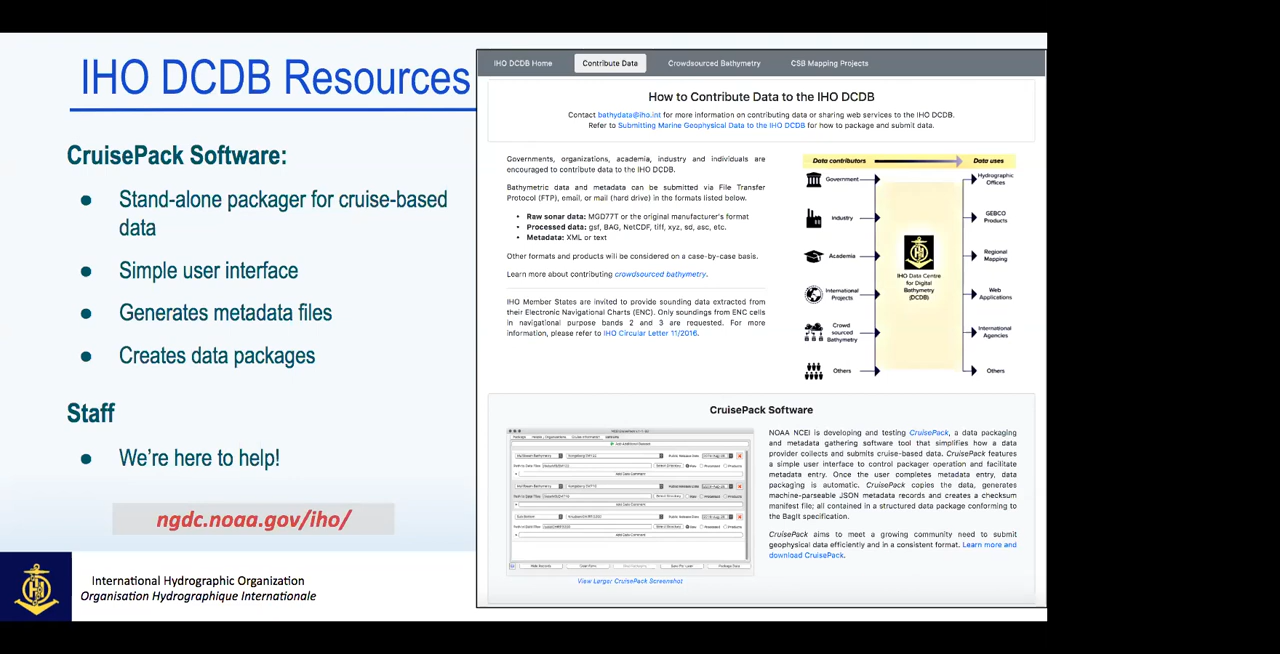 IHO DCDB Resources
CruisePack Software:
● Stand-alone packager for cruise-based
data
● Simple user interface
● Generates metadata files
● Creates data packages
Staff
● We're here to help!
ngdc.noaa.gov/iho/
International Hydrographic Organization
Organisation Hydrographique Internationale
IHO DCDB Home Contribute Data Crowdsourced Bathymetry CSB Mapping Projects
How to Contribute Data to the IHO DCDB
Contact bathydata@iho.int for more information on contributing data or sharing web services to the IHO DCDB.
Refer to Submitting Marine Geophysical Data to the IHO DCDB for how to package and submit data.
Governments, organizations, academia, industry and individuals are
encouraged to contribute data to the IHO DCDB.
Bathymetric data and metadata can be submitted via File Transfer
Protocol (FTP), email, or mail (hard drive) in the formats listed below.
• Raw sonar data: MGD77T or the original manufacturer's format
• Processed data: gsf, BAG, NetCDF, tiff, xyz, sd, asc, etc.
• Metadata: XML or text
Other formats and products will be considered on a case-by-case basis.
Learn more about contributing crowdsourced bathymetry.
IHO Member States are invited to provide sounding data extracted from
their Electronic Navigational Charts (ENC). Only soundings from ENC cells
in navigational purpose bands 2 and 3 are requested. For more
information, please refer to IHO Circular Letter 11/2016.
Data contributors Data uses
Government
Industry
Academia
International
Projects
Crowd
sourced
Bathymetry
Others
IHO Data Centre
for Digital
Bathymetry
(DCDB)
Hydrographic
Offices
GEBCO
Products
Regional
Mapping
Web
Applications
International
Agencies
Others
CruisePack Software
View Larger CruisePack Screenshot
NOAA NCEI is developing and testing CruisePack, a data packaging
and metadata gathering software tool that simplifies how a data
provider collects and submits cruise-based data. CruisePack features
a simple user interface to control packager operation and facilitate
metadata entry. Once the user completes metadata entry, data
packaging is automatic. CruisePack copies the data, generates
machine-parseable JSON metadata records and creates a checksum
manifest file; all contained in a structured data package conforming to
the BagIt specification.
CruisePack aims to meet a growing community need to submit
geophysical data efficiently and in a consistent format. Learn more and
download CruisePack.